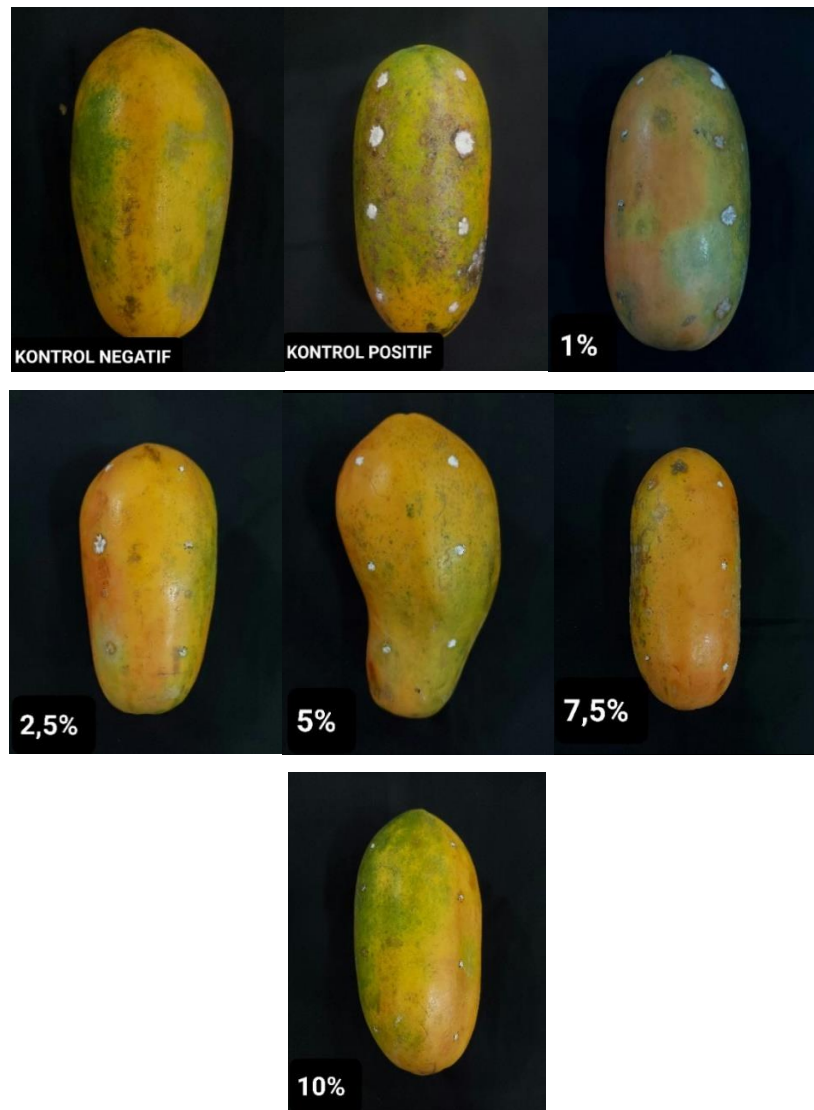 KONTROL NEGATIF
KONTROL POSITIF
1%
2,5%
5%
7,5%
10%